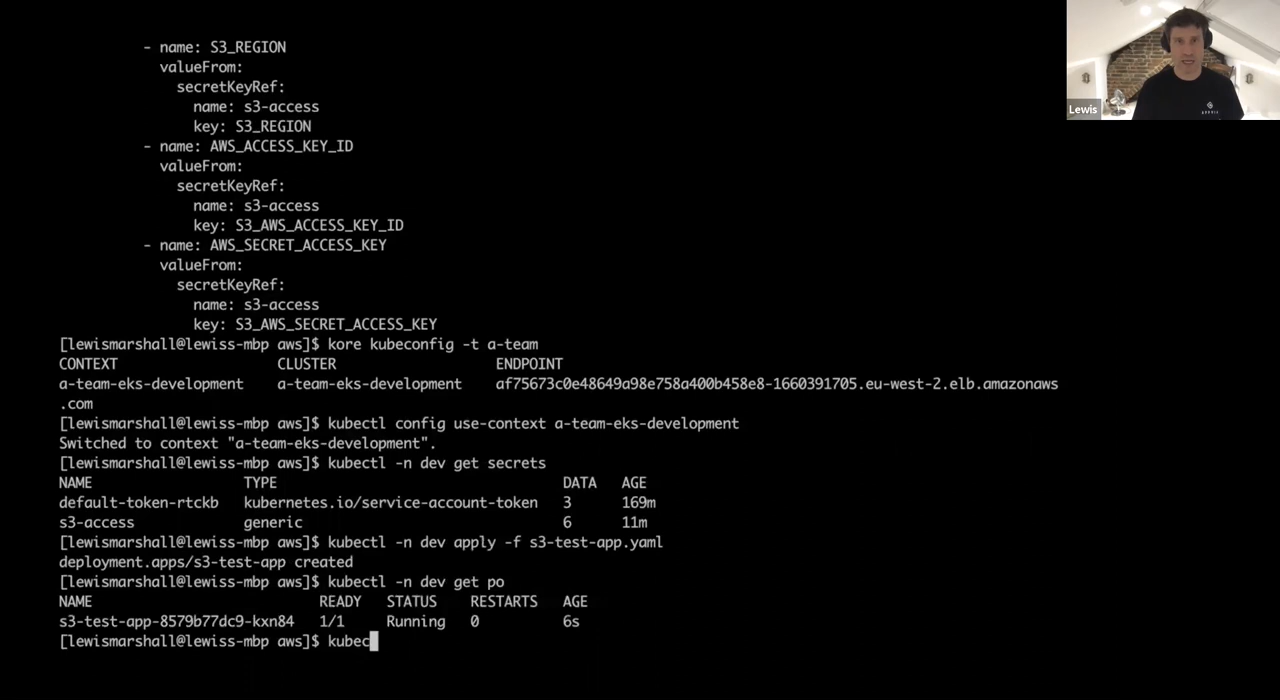 - name: S3_REGION
valueFrom:
secretKeyRef:
name: s3-access
key: S3_REGION
- name: AWS_ACCESS_KEY_ID
valueFrom:
secretKeyRef:
name: s3-access
key: S3_AWS_ACCESS_KEY_ID
- name: AWS_SECRET_ACCESS_KEY
valueFrom:
secretKeyRef:
name: s3-access
key: S3_AWS_SECRET_ACCESS_KEY
[lewismarshall@lewiss-mbp aws]$ kore kubeconfig -t a-team
CONTEXT CLUSTER ENDPOINT
a-team-eks-development a-team-eks-development af75673c0e48649a98e758a400b458e8-1660391705.eu-west-2.elb.amazonaws
.com
[lewismarshall@lewiss-mbp aws]$ kubectl config use-context a-team-eks-development
Switched to context "a-team-eks-development".
[lewismarshall@lewiss-mbp aws]$ kubectl -n dev get secrets
NAME TYPE DATA AGE
default-token-rtckb kubernetes.io/service-account-token 3 169m
s3-access generic 6 11m
[lewismarshall@lewiss-mbp aws]$ kubectl -n dev apply -f s3-test-app.yaml
deployment.apps/s3-test-app created
[lewismarshall@lewiss-mbp aws]$ kubectl -n dev get po
NAME READY STATUS RESTARTS AGE
s3-test-app-8579b77dc9-kxn84 1/1 Running 0 6s
[lewismarshall@lewiss-mbp aws]$ kubec
Lewis